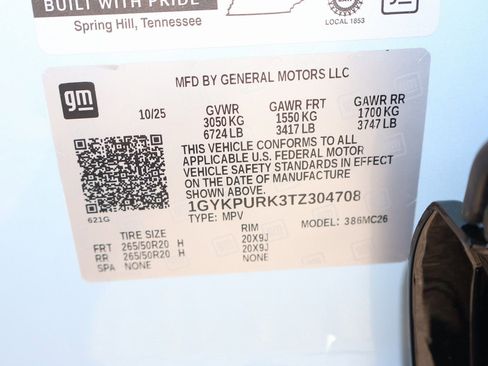 BUILT WITH PRIDE
Spring Hill, Tennessee
LOCAL 1853
gm
MFD BY GENERAL MOTORS LLC
10/25
GVWR GAWR FRT GAWR RR
3050 KG 1550 KG 1700 KG
6724 LB 3417 LB 3747 LB
THIS VEHICLE CONFORMS TO ALL
APPLICABLE U.S. FEDERAL MOTOR
VEHICLE SAFETY STANDARDS IN EFFECT
ON THE DATE OF MANUFACTURE
SHOWN ABOVE.
1GYKPURK3TZ304708
621G
TYPE: MPV MODEL: 386MC26
TIRE SIZE RIM
FRT 265/50R20 H 20X9J
RR 265/50R20 H 20X9J
SPA NONE NONE